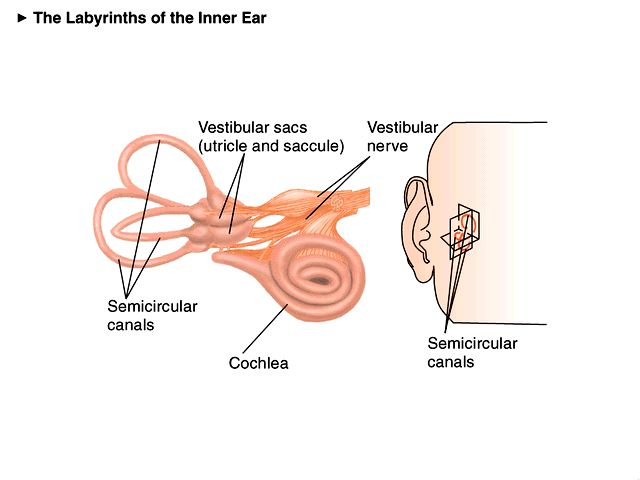 ► The Labyrinths of the Inner Ear
Vestibular sacs
(utricle and saccule)
Vestibular
nerve
Semicircular
canals
Cochlea
Semicircular
canals